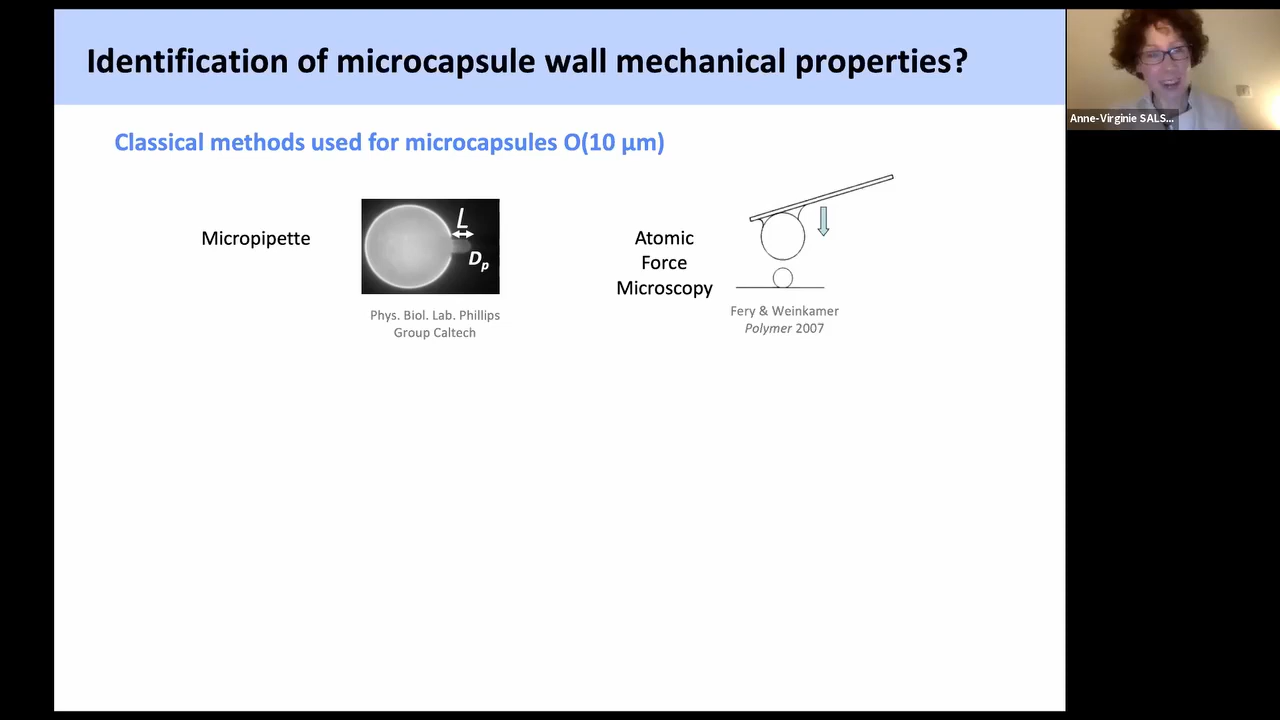 Identification of microcapsule wall mechanical properties?
Anne-Virginie SALS...
Classical methods used for microcapsules O(10 µm)
Micropipette
L
Dp
Phys. Biol. Lab. Phillips
Group Caltech
Atomic
Force
Microscopy
Fery & Weinkamer
Polymer 2007